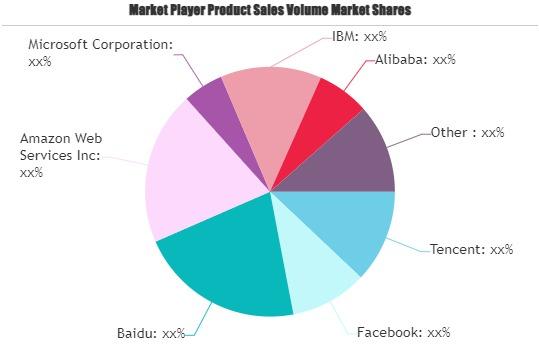 Market Player Product Sales Volume Market Shares
IBM: xx%
Microsoft Corporation:
xx%
Alibaba: xx%
Other : xx%
Amazon Web
Services Inc:
xx%
Tencent: xx%
Baidu: xx%
Facebook: xx%